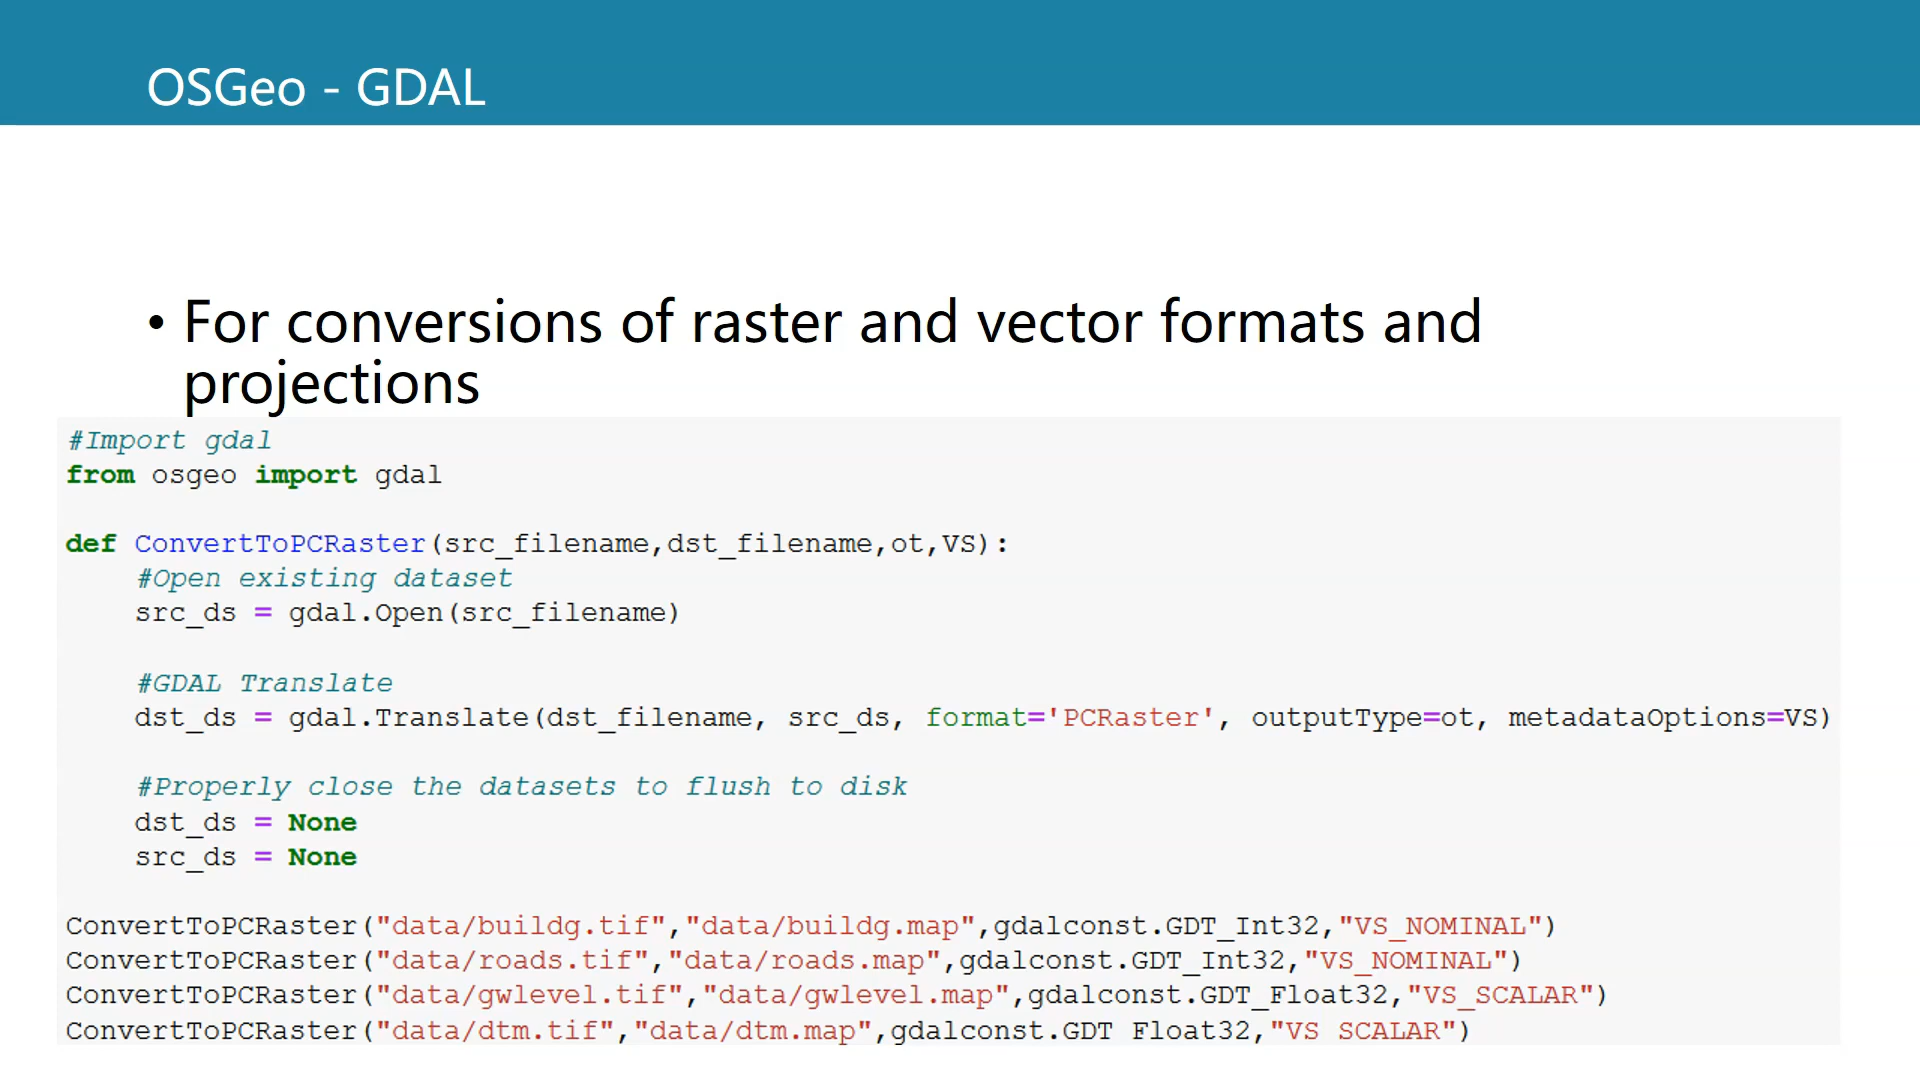 OSGeo - GDAL
• For conversions of raster and vector formats and
projections
#Import gdal
from osgeo import gdal
def ConvertToPCRaster(src_filename,dst_filename,ot,VS):
    #Open existing dataset
    src_ds = gdal.Open(src_filename)
    #GDAL Translate
    dst_ds = gdal.Translate(dst_filename, src_ds, format='PCRaster', outputType=ot, metadataOptions=VS)
    #Properly close the datasets to flush to disk
    dst_ds = None
    src_ds = None
ConvertToPCRaster("data/buildg.tif","data/buildg.map",gdalconst.GDT_Int32,"VS_NOMINAL")
ConvertToPCRaster("data/roads.tif","data/roads.map",gdalconst.GDT_Int32,"VS_NOMINAL")
ConvertToPCRaster("data/gwlevel.tif","data/gwlevel.map",gdalconst.GDT_Float32,"VS_SCALAR")
ConvertToPCRaster("data/dtm.tif","data/dtm.map",gdalconst.GDT_Float32,"VS_SCALAR")